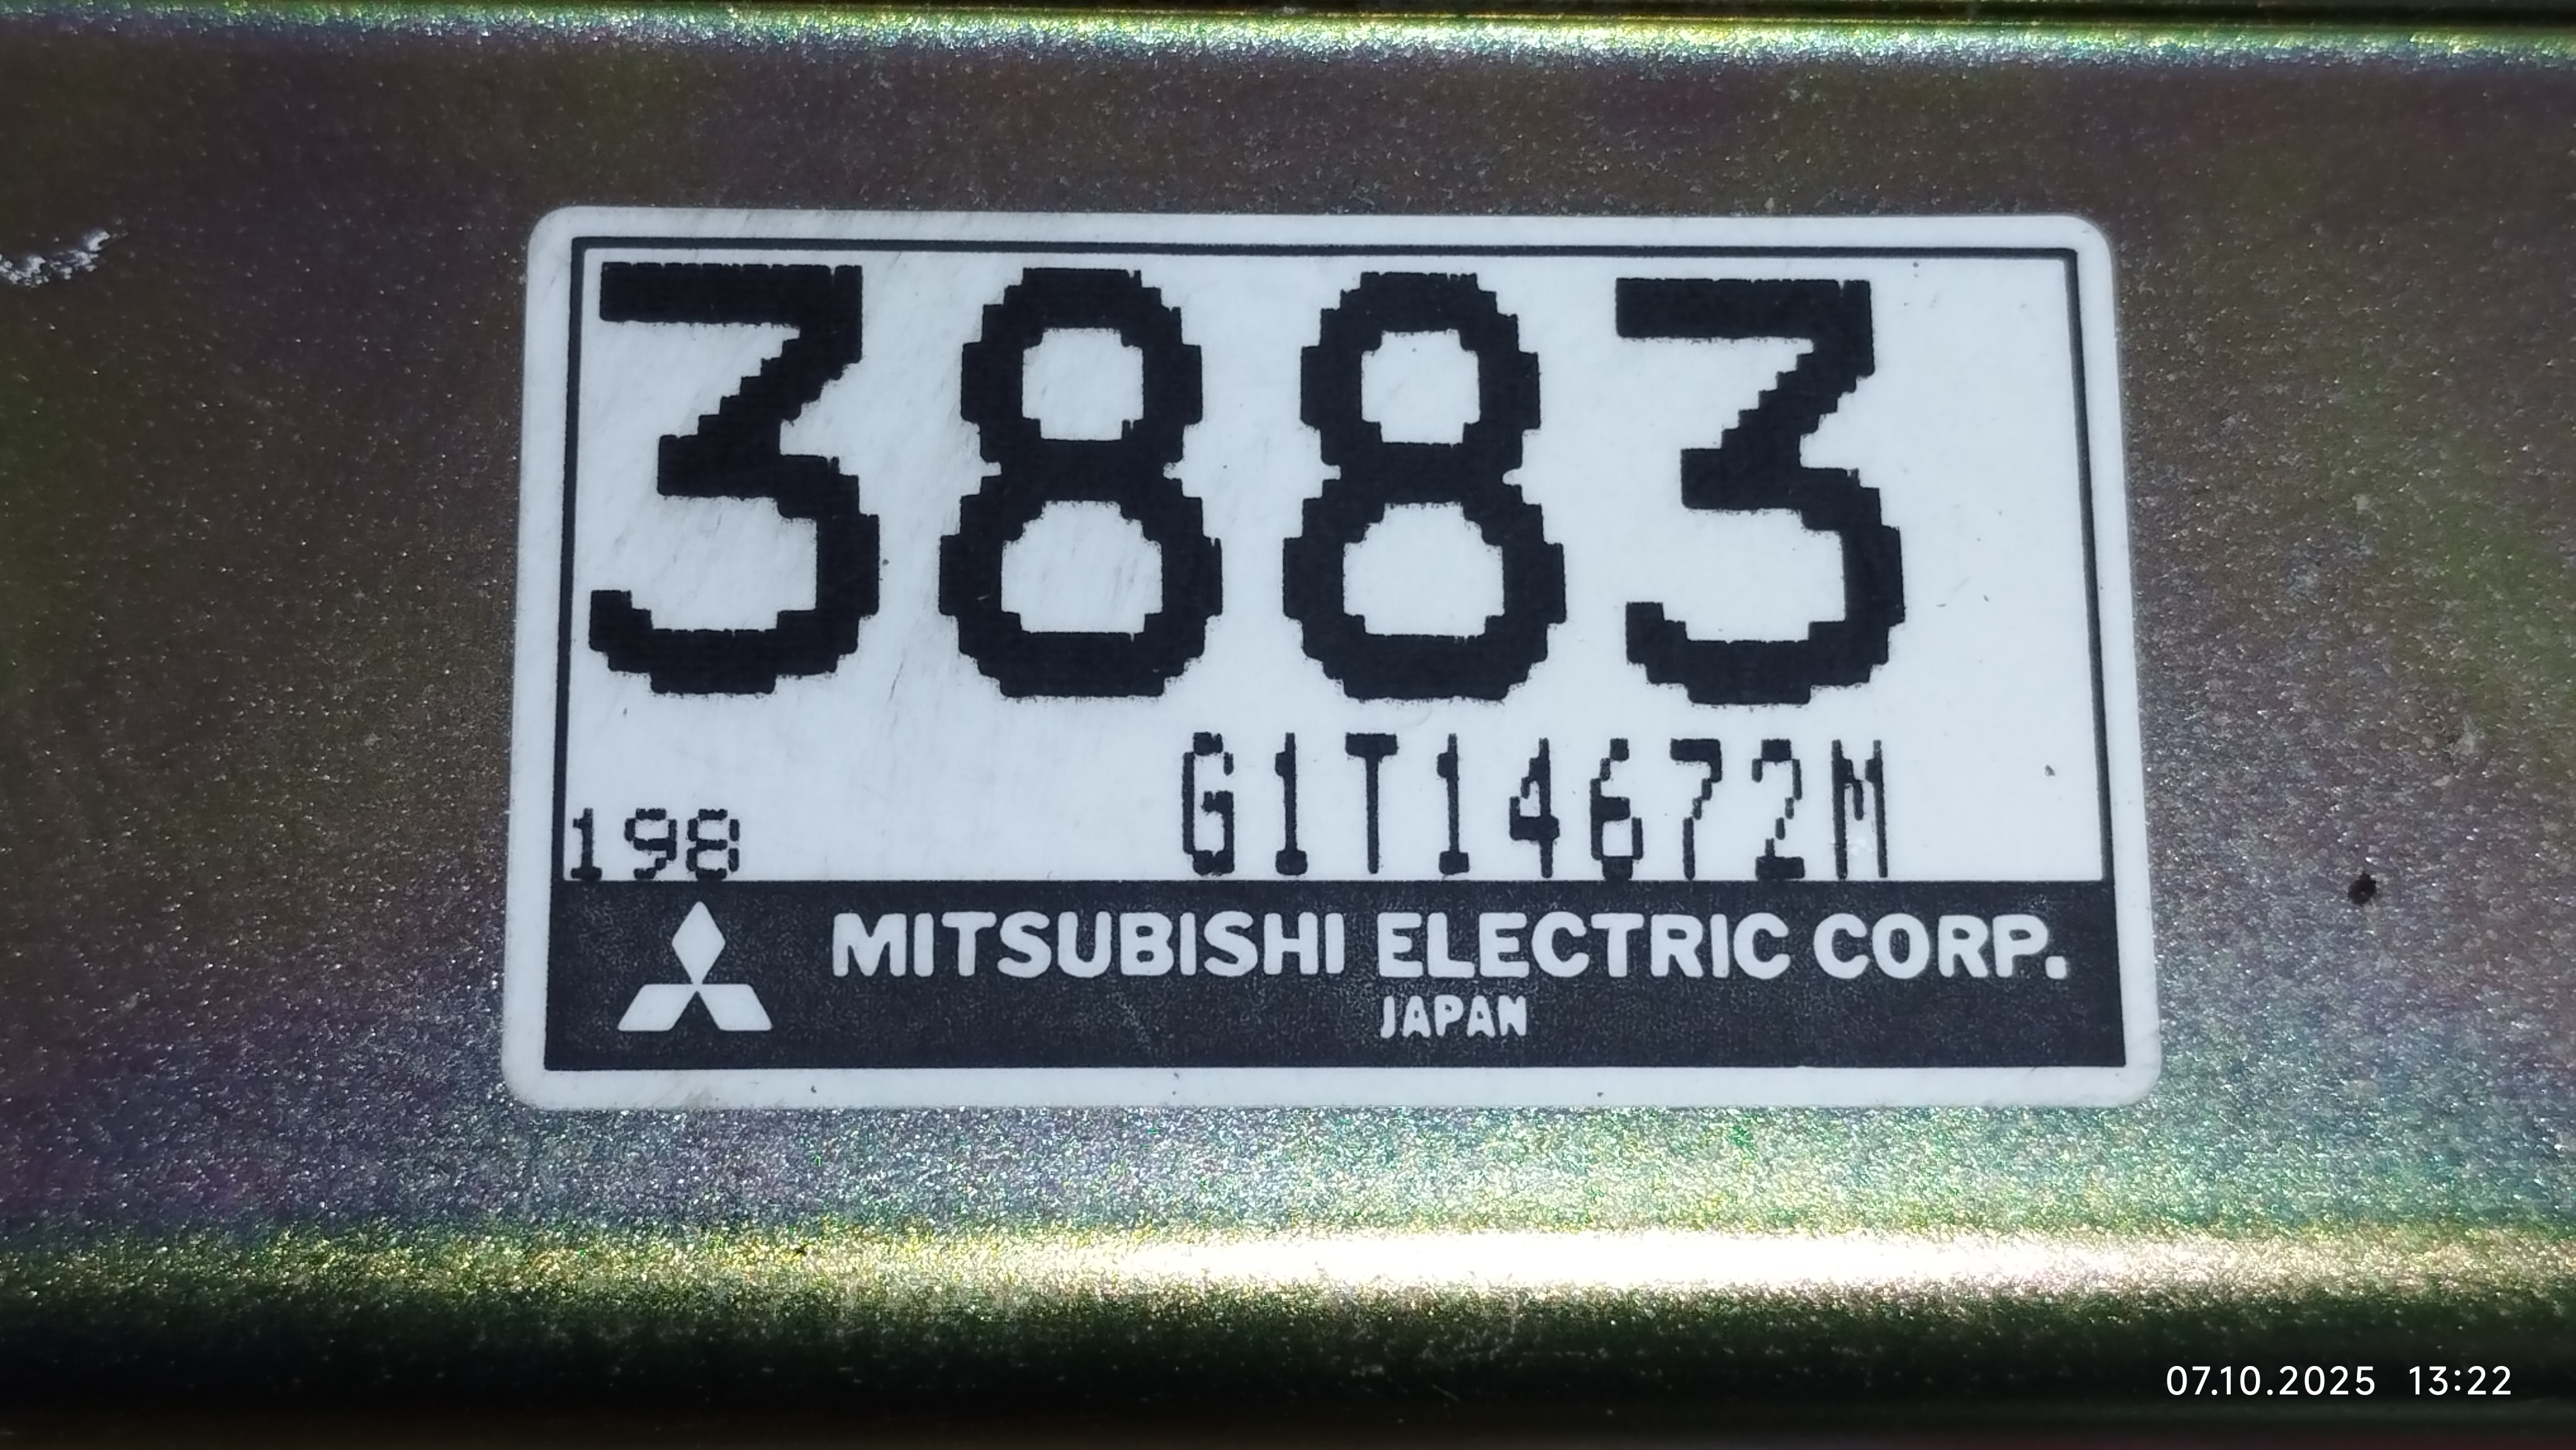 3883
G1T14672M
198
MITSUBISHI ELECTRIC CORP.
JAPAN
07.10.2025 13:22